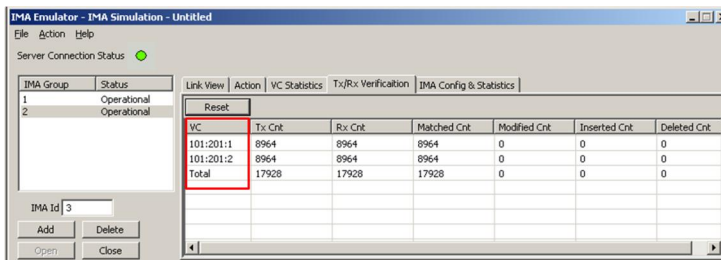 IMA Emulator - IMA Simulation - Untitled
File Action Help
Server Connection Status
IMA Group Status
1 Operational
2 Operational
IMA Id 3
Add Delete
Open Close
Link View Action VC Statistics Tx/Rx Verificaition IMA Config & Statistics
Reset
VC Tx Cnt Rx Cnt Matched Cnt Modified Cnt Inserted Cnt Deleted Cnt
101:201:1 8964 8964 8964 0 0 0
101:201:2 8964 8964 8964 0 0 0
Total 17928 17928 17928 0 0 0